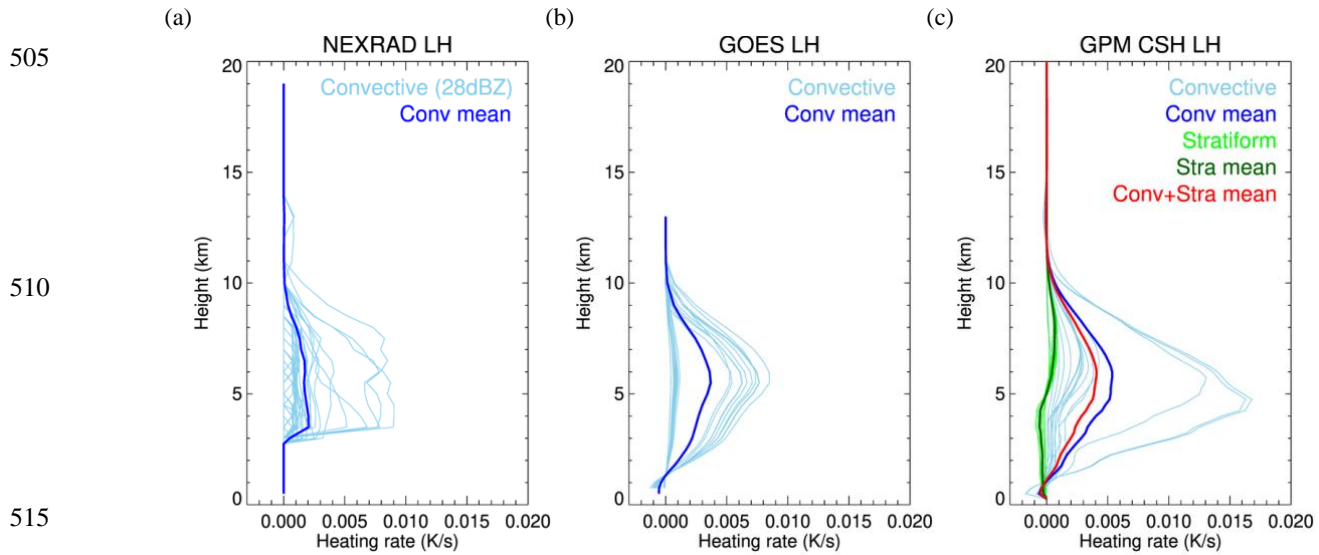 (a) (b) (c)
NEXRAD LH GOES LH GPM CSH LH
505
20 20 20
Convective (28dBZ) Convective Convective
Conv mean Conv mean Conv mean
Stratiform
15 15 15 Stra mean
Conv+Stra mean
Height (km) Height (km) Height (km)
510
10 10 10
5 5 5
0 0 0
515
0.000 0.005 0.010 0.015 0.020 0.000 0.005 0.010 0.015 0.020 0.000 0.005 0.010 0.015 0.020
Heating rate (K/s) Heating rate (K/s) Heating rate (K/s)